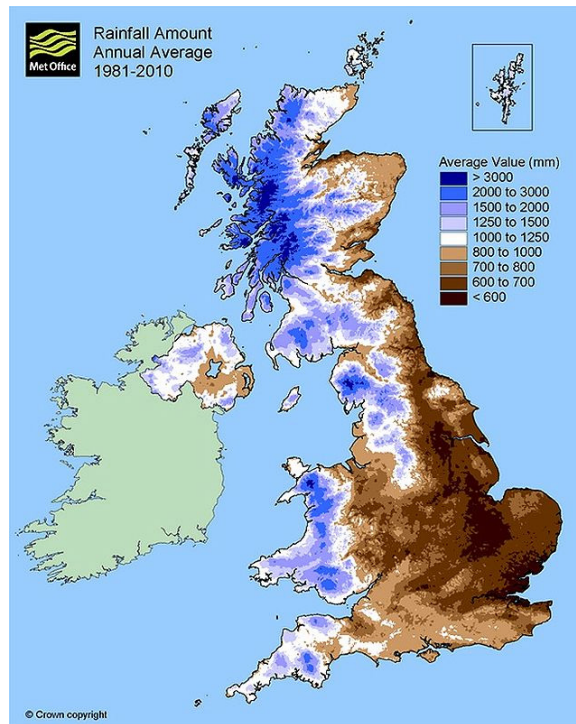 Met Office
Rainfall Amount
Annual Average
1981-2010
Average Value (mm)
> 3000
2000 to 3000
1500 to 2000
1250 to 1500
1000 to 1250
800 to 1000
700 to 800
600 to 700
< 600
© Crown copyright